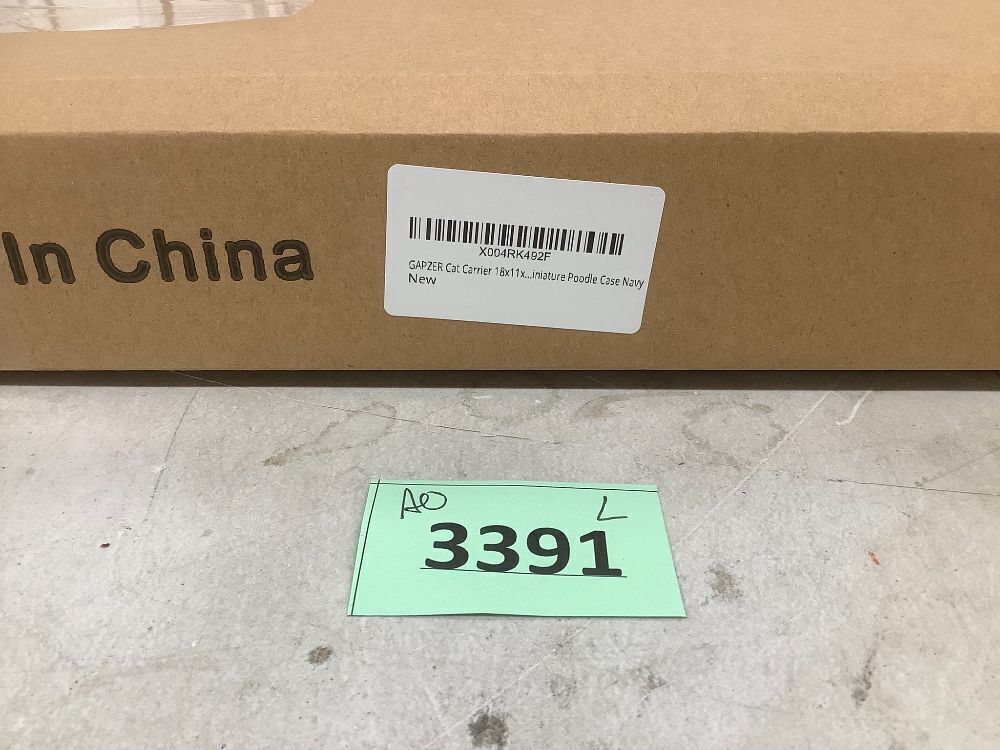 In China
X004RK492F
GAPZER Cat Carrier 18x11x...iniature Poodle Case Navy
New
AO L
3391